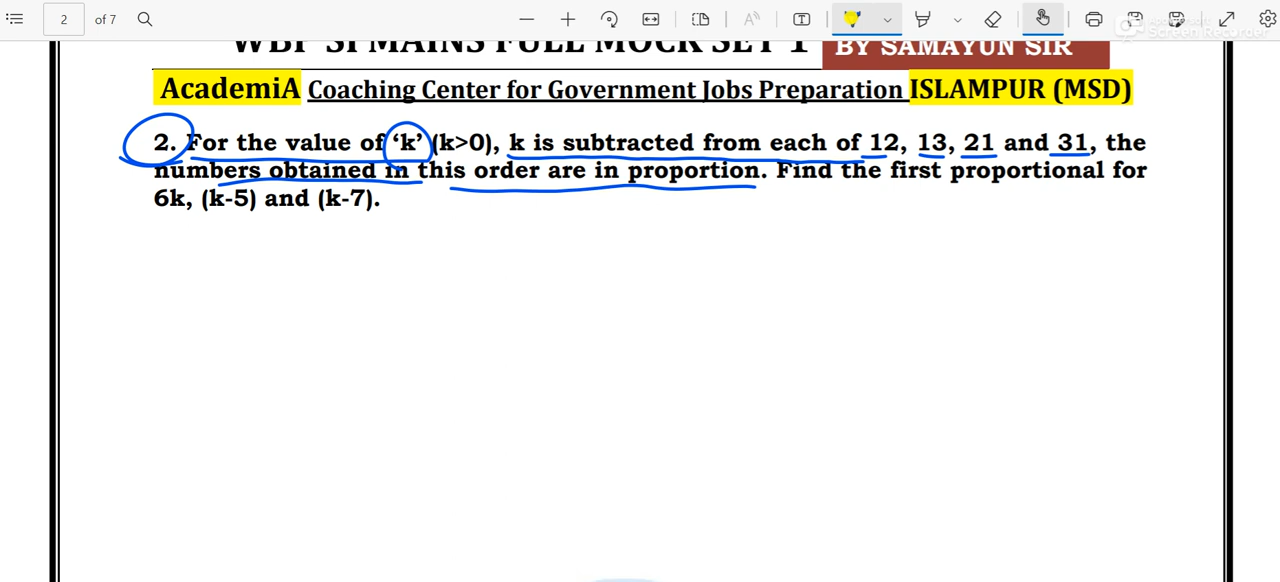 2 of 7
WBP SI MAINS FULL MOCK SET 1 BY SAMAYUN SIR
AcademiA Coaching Center for Government Jobs Preparation ISLAMPUR (MSD)
2. For the value of ‘k’ (k>0), k is subtracted from each of 12, 13, 21 and 31, the
numbers obtained in this order are in proportion. Find the first proportional for
6k, (k-5) and (k-7).